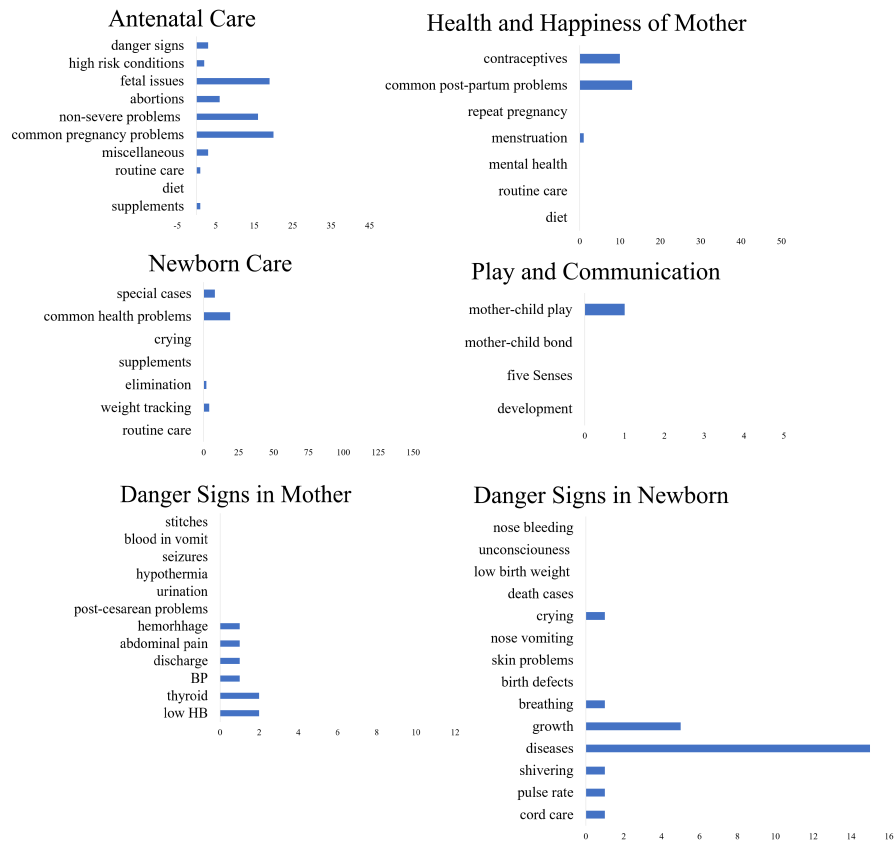 Antenatal Care
danger signs
high risk conditions
fetal issues
abortions
non-severe problems
common pregnancy problems
miscellaneous
routine care
diet
supplements
-5 5 15 25 35 45
Health and Happiness of Mother
contraceptives
common post-partum problems
repeat pregnancy
menstruation
mental health
routine care
diet
0 10 20 30 40 50
Newborn Care
special cases
common health problems
crying
supplements
elimination
weight tracking
routine care
0 25 50 75 100 125 150
Play and Communication
mother-child play
mother-child bond
five Senses
development
0 1 2 3 4 5
Danger Signs in Mother
stitches
blood in vomit
seizures
hypothermia
urination
post-cesarean problems
hemorhhage
abdominal pain
discharge
BP
thyroid
low HB
0 2 4 6 8 10 12
Danger Signs in Newborn
nose bleeding
unconsciouness
low birth weight
death cases
crying
nose vomiting
skin problems
birth defects
breathing
growth
diseases
shivering
pulse rate
cord care
0 2 4 6 8 10 12 14 16